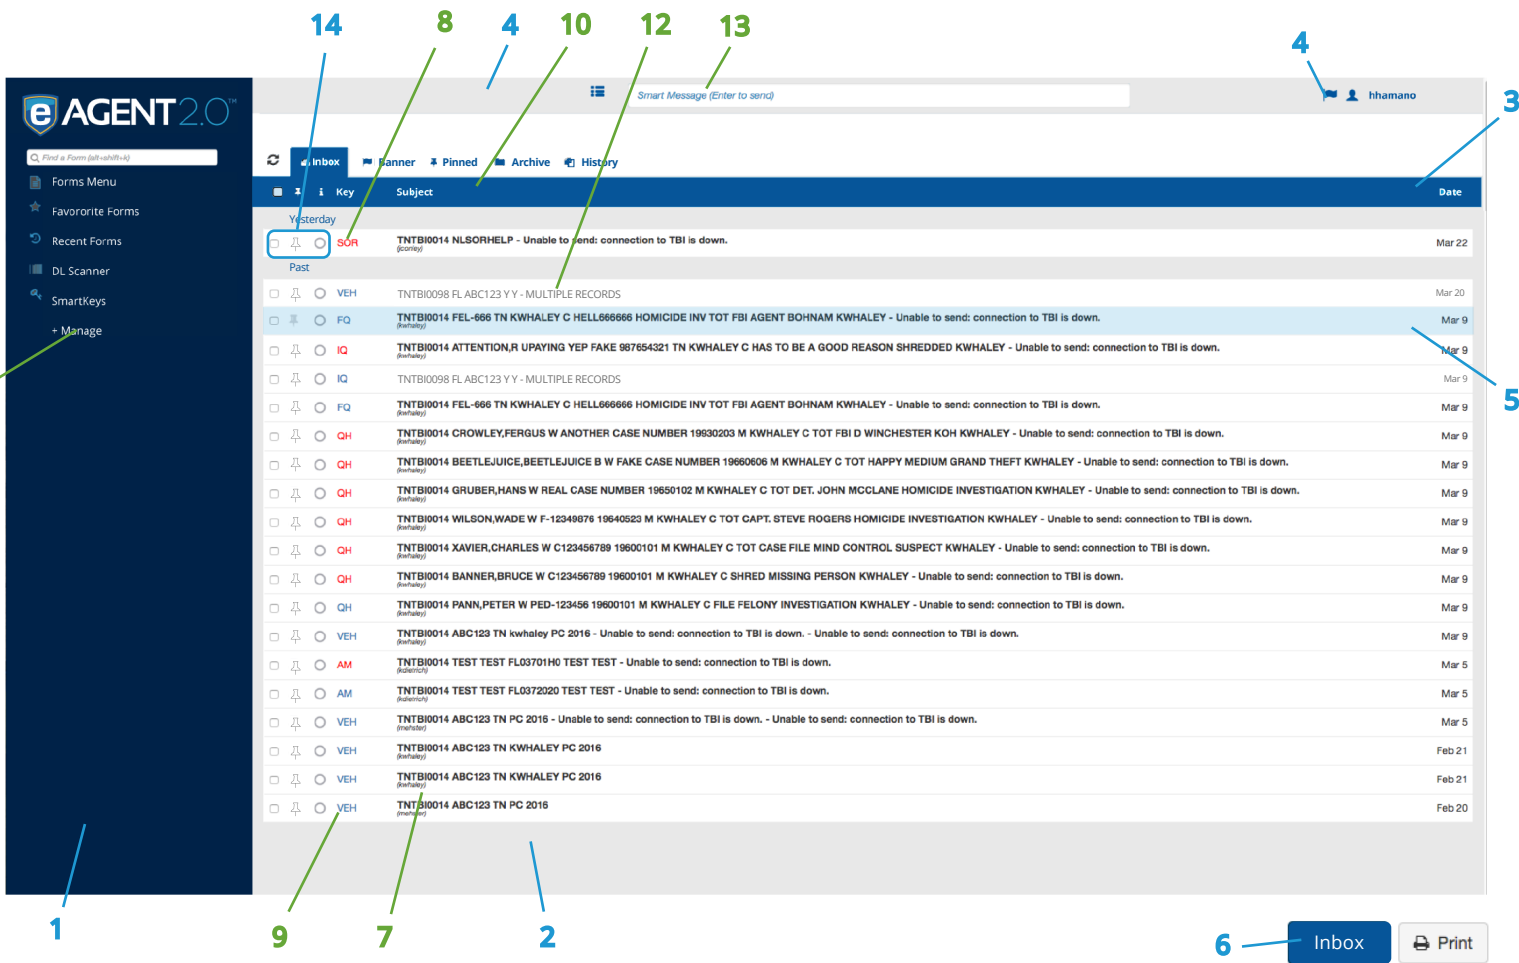 14 8 4 10 12 13 4
3
e AGENT 2.0™
Smart Message (Enter to send)
hhamano
Find a Form (alt+shift+k)
Forms Menu
Favororite Forms
Recent Forms
DL Scanner
SmartKeys
+ Manage
Inbox Banner Pinned Archive History
i Key Subject Date
Yesterday
SOR TNTBI0014 NLSORHELP - Unable to send: connection to TBI is down. Mar 22
Past
VEH TNTBI0098 FL ABC123 Y Y - MULTIPLE RECORDS Mar 20
FQ TNTBI0014 FEL-666 TN KWHALEY C HELL666666 HOMICIDE INV TOT FBI AGENT BOHNAM KWHALEY - Unable to send: connection to TBI is down. Mar 9
(kwhaley)
IQ TNTBI0014 ATTENTION,R UPAYING YEP FAKE 987654321 TN KWHALEY C HAS TO BE A GOOD REASON SHREDDED KWHALEY - Unable to send: connection to TBI is down. Mar 9
(kwhaley)
IQ TNTBI0098 FL ABC123 Y Y - MULTIPLE RECORDS Mar 9
5
FQ TNTBI0014 FEL-666 TN KWHALEY C HELL666666 HOMICIDE INV TOT FBI AGENT BOHNAM KWHALEY - Unable to send: connection to TBI is down. Mar 9
(kwhaley)
QH TNTBI0014 CROWLEY,FERGUS W ANOTHER CASE NUMBER 19930203 M KWHALEY C TOT FBI D WINCHESTER KOH KWHALEY - Unable to send: connection to TBI is down. Mar 9
(kwhaley)
QH TNTBI0014 BEETLEJUICE,BEETLEJUICE B W FAKE CASE NUMBER 19660606 M KWHALEY C TOT HAPPY MEDIUM GRAND THEFT KWHALEY - Unable to send: connection to TBI is down. Mar 9
(kwhaley)
QH TNTBI0014 GRUBER,HANS W REAL CASE NUMBER 19650102 M KWHALEY C TOT DET. JOHN MCCLANE HOMICIDE INVESTIGATION KWHALEY - Unable to send: connection to TBI is down. Mar 9
(kwhaley)
QH TNTBI0014 WILSON,WADE W F-12349876 19640523 M KWHALEY C TOT CAPT. STEVE ROGERS HOMICIDE INVESTIGATION KWHALEY - Unable to send: connection to TBI is down. Mar 9
(kwhaley)
QH TNTBI0014 XAVIER,CHARLES W C123456789 19600101 M KWHALEY C TOT CASE FILE MIND CONTROL SUSPECT KWHALEY - Unable to send: connection to TBI is down. Mar 9
(kwhaley)
QH TNTBI0014 BANNER,BRUCE W C123456789 19600101 M KWHALEY C SHRED MISSING PERSON KWHALEY - Unable to send: connection to TBI is down. Mar 9
(kwhaley)
QH TNTBI0014 PANN,PETER W PED-123456 19600101 M KWHALEY C FILE FELONY INVESTIGATION KWHALEY - Unable to send: connection to TBI is down. Mar 9
(kwhaley)
VEH TNTBI0014 ABC123 TN kwhaley PC 2016 - Unable to send: connection to TBI is down. - Unable to send: connection to TBI is down. Mar 9
(kwhaley)
AM TNTBI0014 TEST TEST FL03701H0 TEST TEST - Unable to send: connection to TBI is down. Mar 5
(kdietrich)
AM TNTBI0014 TEST TEST FL0372020 TEST TEST - Unable to send: connection to TBI is down. Mar 5
(kdietrich)
VEH TNTBI0014 ABC123 TN PC 2016 - Unable to send: connection to TBI is down. - Unable to send: connection to TBI is down. Mar 5
(mehster)
VEH TNTBI0014 ABC123 TN KWHALEY PC 2016 Feb 21
(kwhaley)
VEH TNTBI0014 ABC123 TN KWHALEY PC 2016 Feb 21
(kwhaley)
VEH TNTBI0014 ABC123 TN PC 2016 Feb 20
(mehster)
1 9 7 2
6 Inbox Print